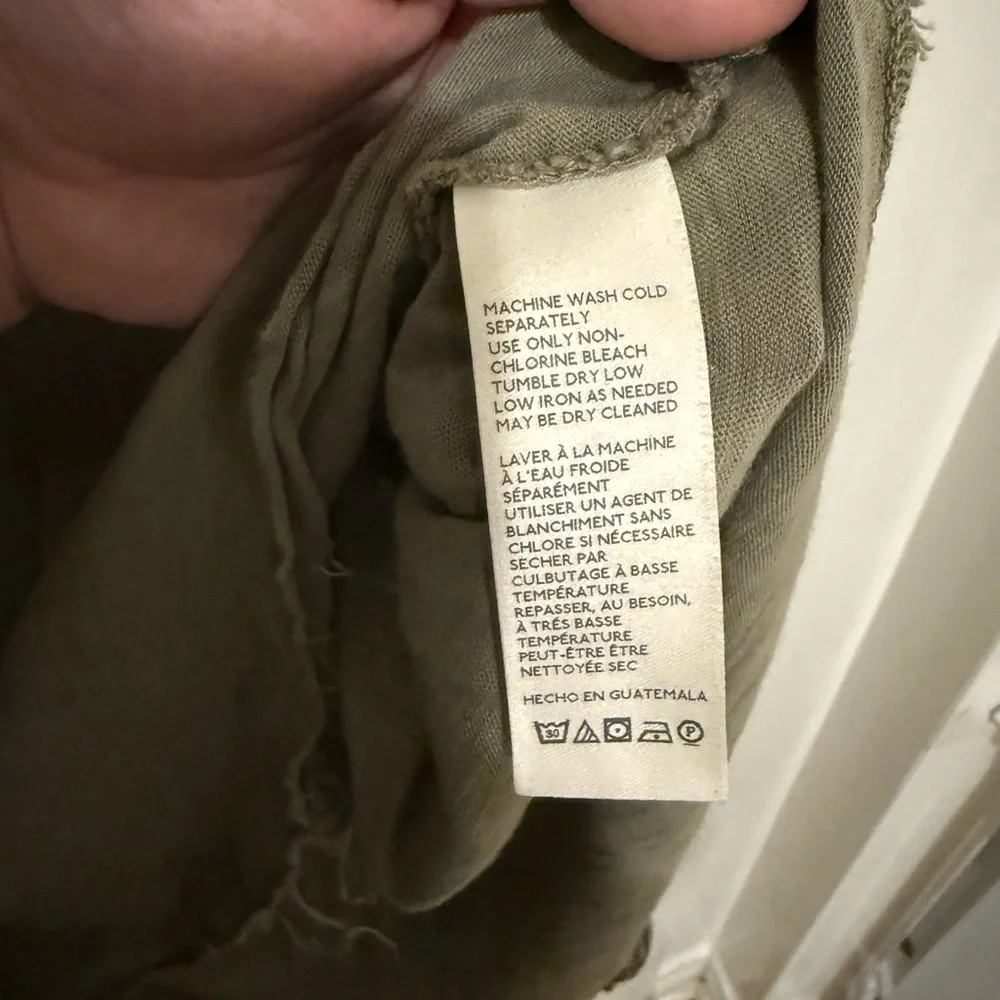 MACHINE WASH COLD
SEPARATELY
USE ONLY NON-
CHLORINE BLEACH
TUMBLE DRY LOW
LOW IRON AS NEEDED
MAY BE DRY CLEANED
LAVER À LA MACHINE
À L'EAU FROIDE
SÉPARÉMENT
UTILISER UN AGENT DE
BLANCHIMENT SANS
CHLORE SI NÉCESSAIRE
SECHER PAR
CULBUTAGE À BASSE
TEMPÉRATURE
REPASSER, AU BESOIN,
À TRÉS BASSE
TEMPÉRATURE
PEUT-ÊTRE ÊTRE
NETTOYÉE SEC
HECHO EN GUATEMALA
30 P